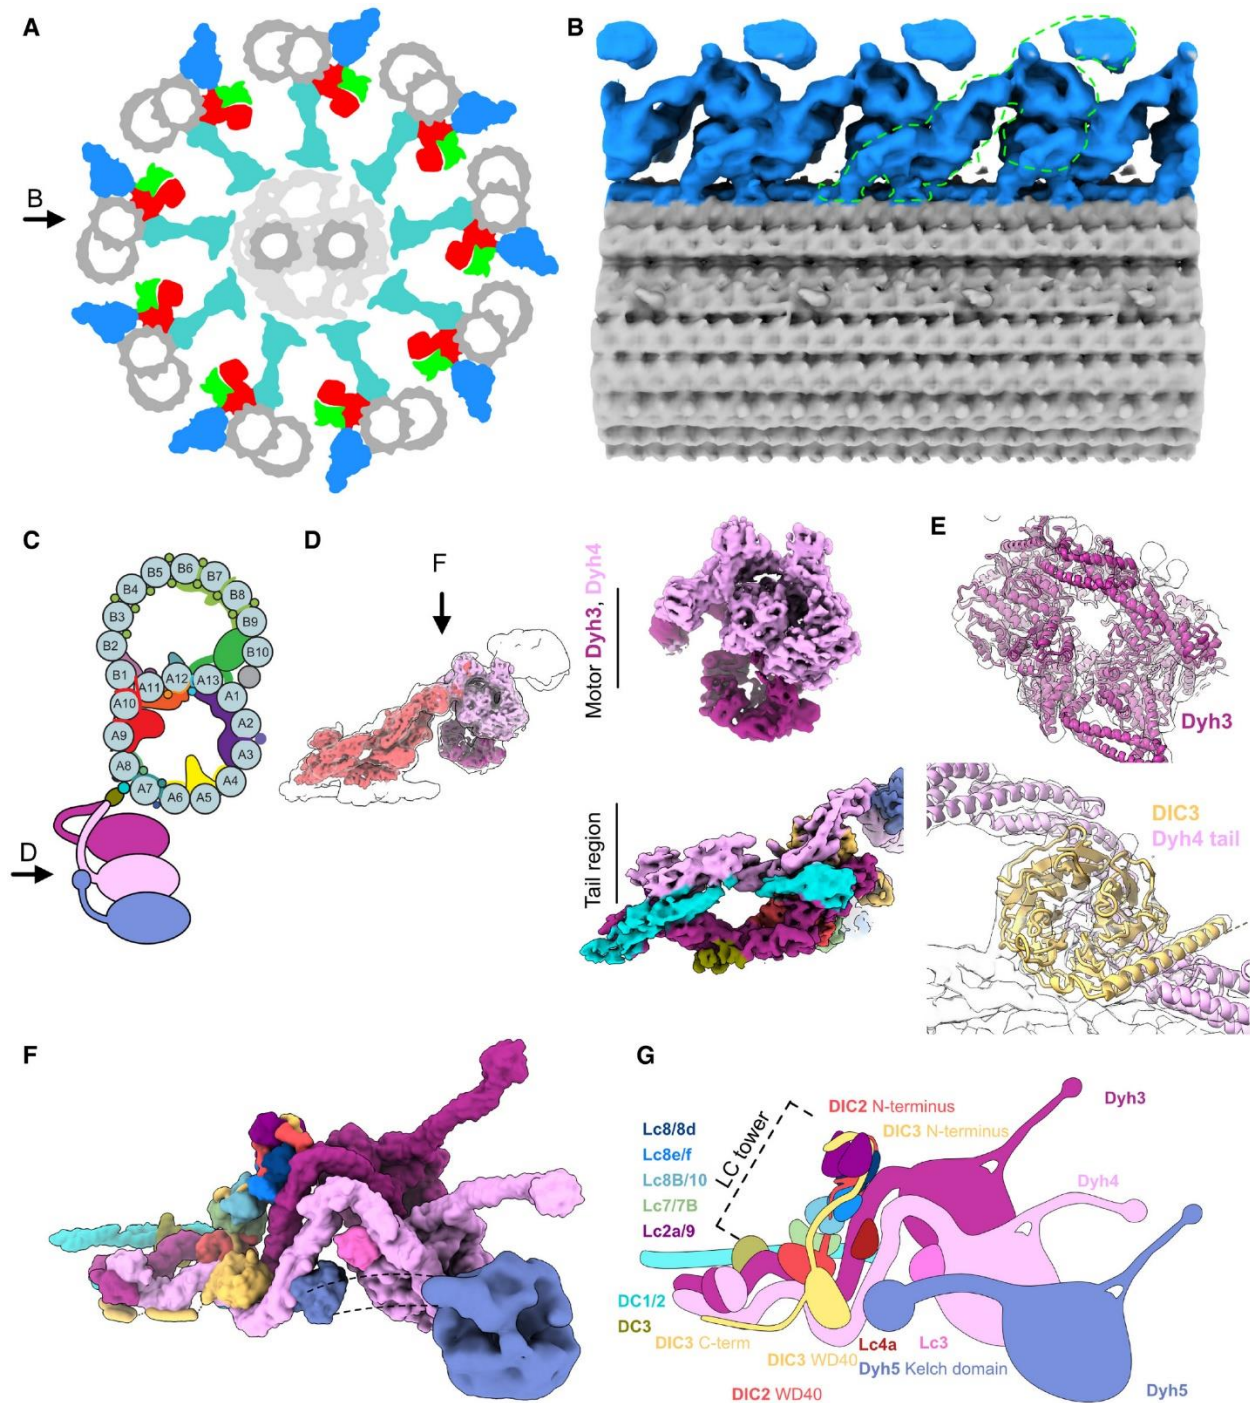 A
B
B
C
D
E
F
Motor Dyh3, Dyh4
Dyh3
B6
B5
B7
B4
B8
B3
B9
B2
B10
B1
A11
A12
A13
A1
A10
A2
A9
A3
A8
A4
A7
A6
A5
D
Tail region
DIC3
Dyh4 tail
F
G
DIC2 N-terminus
DIC3 N-terminus
Dyh3
Lc8/8d
Lc8e/f
Lc8B/10
Lc7/7B
Lc2a/9
LC tower
Dyh4
DC1/2
DC3
DIC3 C-term
DIC3 WD40
DIC2 WD40
Lc4a
Lc3
Dyh5 Kelch domain
Dyh5